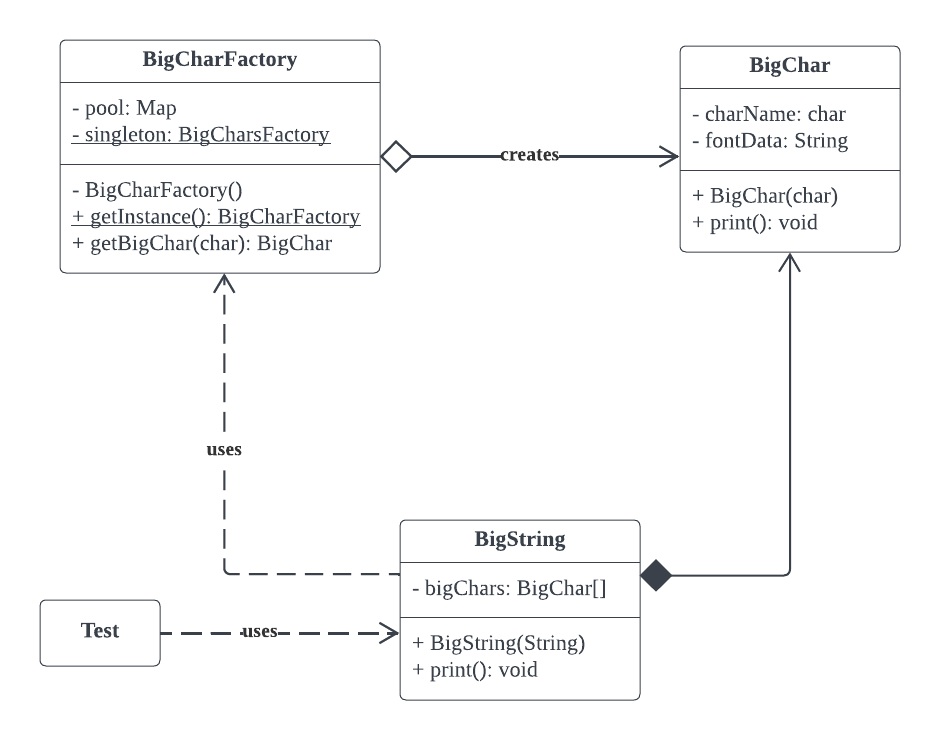 BigCharFactory
- pool: Map
- singleton: BigCharsFactory
- BigCharFactory()
+ getInstance(): BigCharFactory
+ getBigChar(char): BigChar
creates
BigChar
- charName: char
- fontData: String
+ BigChar(char)
+ print(): void
uses
BigString
- bigChars: BigChar[]
+ BigString(String)
+ print(): void
Test
uses